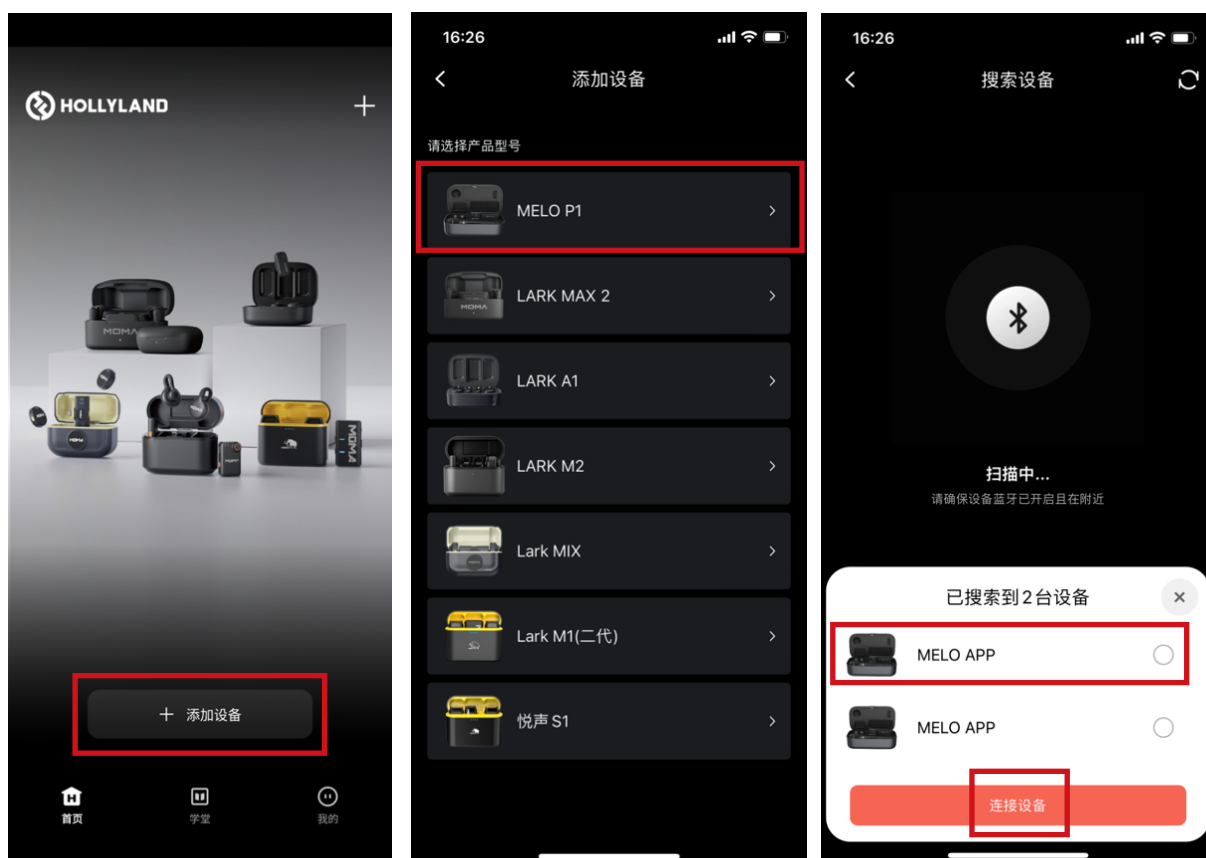 HOLLYLAND
MOMA
MOMA
添加设备
首页
学堂
我的
16:26
添加设备
请选择产品型号
MELO P1
LARK MAX 2
MOMA
LARK A1
LARK M2
Lark MIX
Lark M1(二代)
悦声 S1
16:26
搜索设备
扫描中...
请确保设备蓝牙已开启且在附近
已搜索到2台设备
MELO APP
MELO APP
连接设备